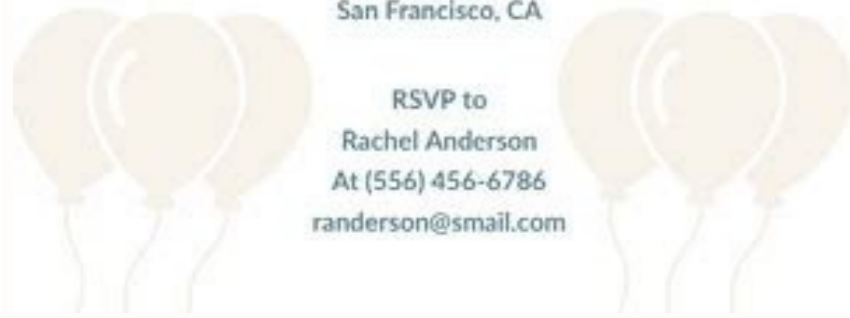 San Francisco, CA
RSVP to
Rachel Anderson
At (556) 456-6786
randerson@smail.com